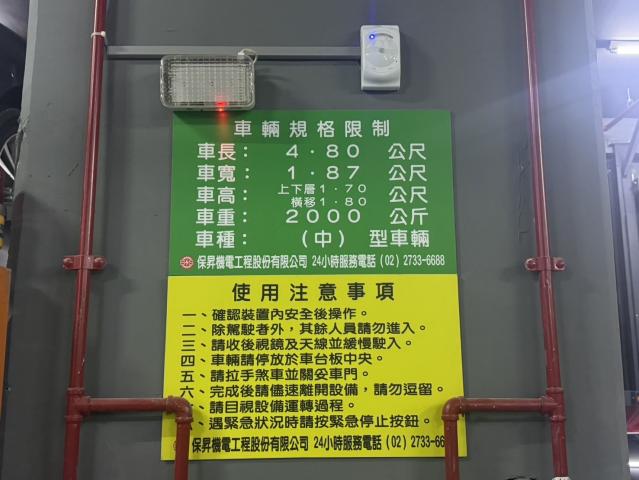 車輛規格限制
車長： 4．80 公尺
車寬： 1．87 公尺
車高： 上下層1．70 公尺
橫移1．80
車重： 2000 公斤
車種： （中） 型車輛
保昇機電工程股份有限公司 24小時服務電話（02）2733-6688
使用注意事項
一、確認裝置內安全後操作。
二、除駕駛者外，其餘人員請勿進入。
三、請收後視鏡及天線並緩慢駛入。
四、車輛請停放於車台板中央。
五、請拉手煞車並關妥車門。
六、完成後請儘速離開設備，請勿逗留。
、請目視設備運轉過程。
、遇緊急狀況時請按緊急停止按鈕。
保昇機電工程股份有限公司 24小時服務電話（02）2733-66